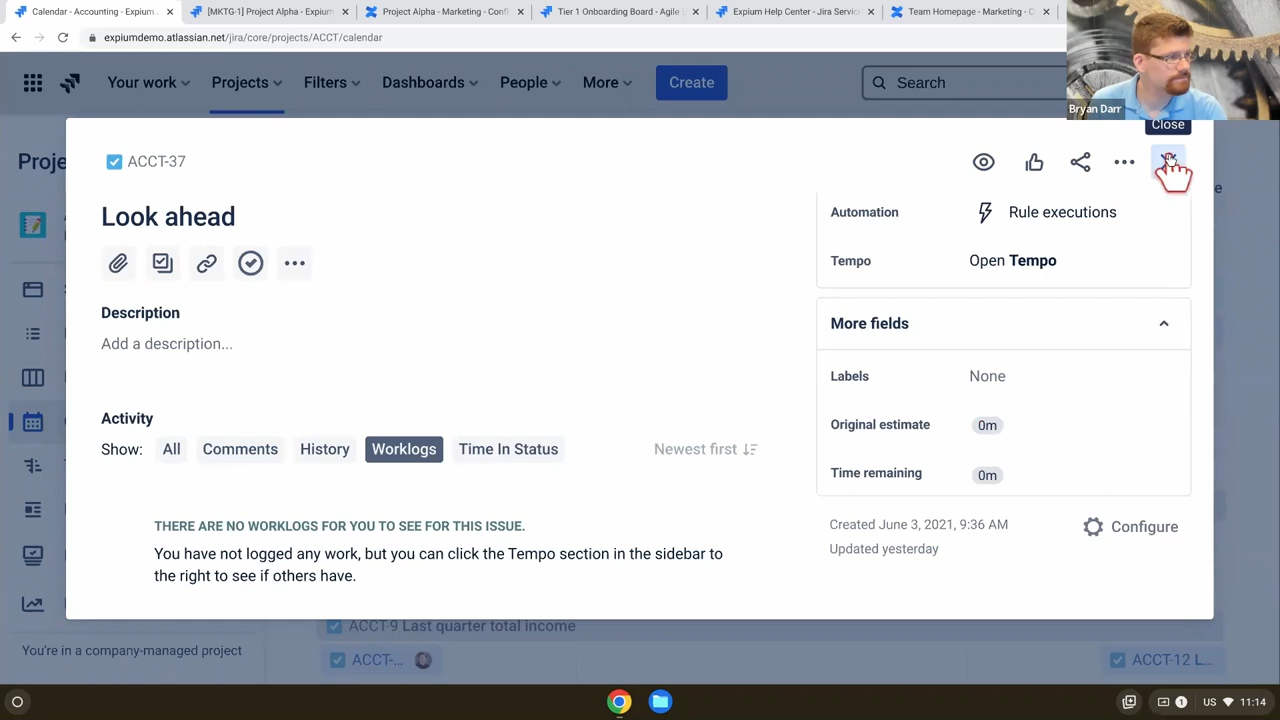 Calendar - Accounting - Expium
[MKTG-1] Project Alpha - Expium
Project Alpha - Marketing - Confl
Tier 1 Onboarding Board - Agile
Expium Help Center - Jira Servic
Team Homepage - Marketing - C
expiumdemo.atlassian.net/jira/core/projects/ACCT/calendar
Your work
Projects
Filters
Dashboards
People
More
Create
Search
Bryan Darr
Close
Proje
ACCT-37
Look ahead
Automation
Rule executions
Tempo
Open Tempo
Description
Add a description...
More fields
Labels
None
Original estimate
0m
Time remaining
0m
Activity
Show:
All
Comments
History
Worklogs
Time In Status
Newest first
THERE ARE NO WORKLOGS FOR YOU TO SEE FOR THIS ISSUE.
You have not logged any work, but you can click the Tempo section in the sidebar to
the right to see if others have.
Created June 3, 2021, 9:36 AM
Updated yesterday
Configure
ACCT-9 Last quarter total income
You're in a company-managed project
ACCT-...
ACCT-12 L...
1
US
11:14